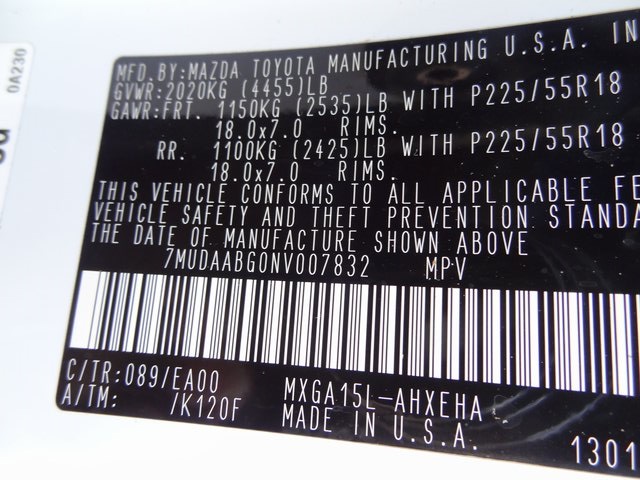 0A230
MFD.BY:MAZDA TOYOTA MANUFACTURING U.S.A. IN
GVWR:2020KG (4455)LB
GAWR:FRT. 1150KG (2535)LB WITH P225/55R18
18.0x7.0 RIMS.
RR. 1100KG (2425)LB WITH P225/55R18
18.0x7.0 RIMS.
THIS VEHICLE CONFORMS TO ALL APPLICABLE FE
VEHICLE SAFETY AND THEFT PREVENTION STANDA
THE DATE OF MANUFACTURE SHOWN ABOVE
7MUDAABG0NV007832 MPV
C/TR:089/EA00 MXGA15L-AHXEHA
A/TM: /K120F MADE IN U.S.A.
1301